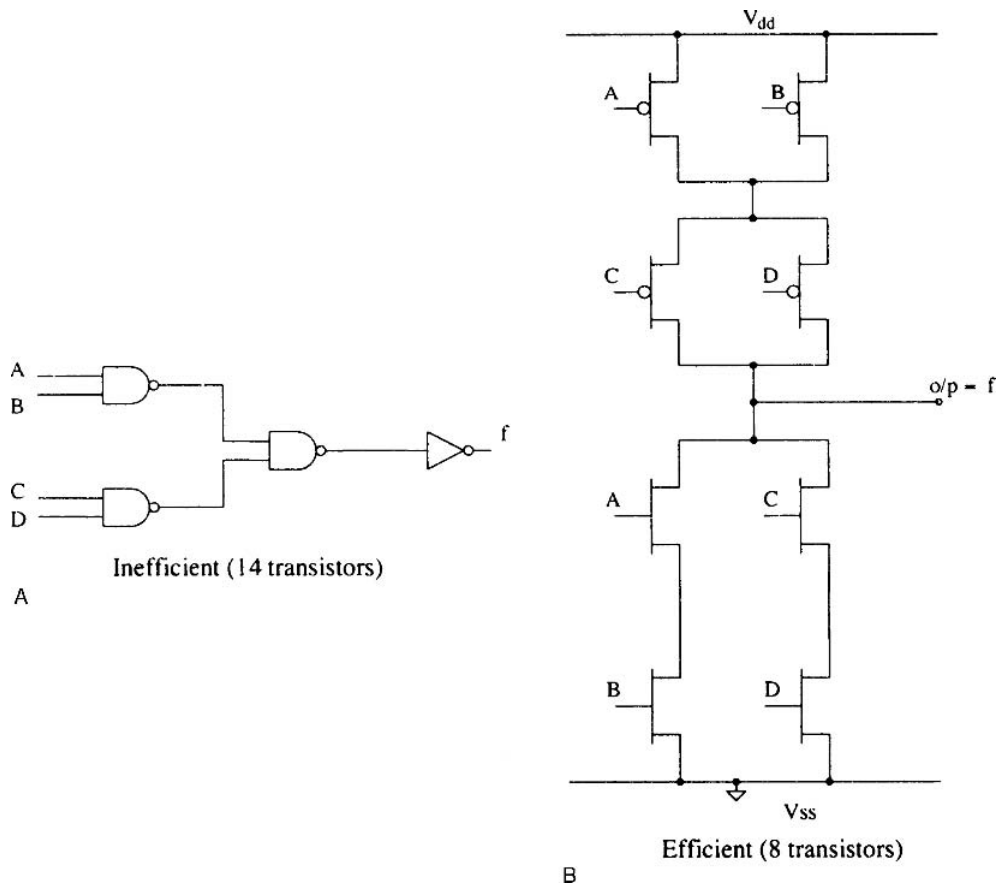 A
B
C
D
f
Inefficient (14 transistors)
A
Vdd
A
B
C
D
o/p = f
A
C
B
D
Vss
Efficient (8 transistors)
B